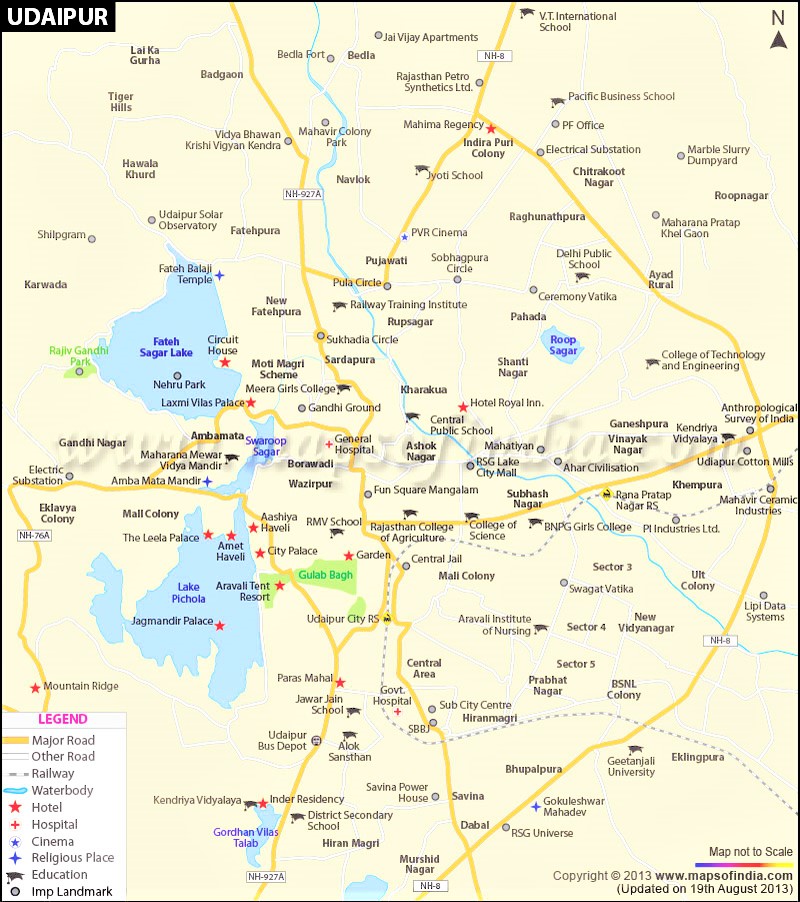 UDAIPUR
V.T. International
School
N
Jai Vijay Apartments
Lai Ka
Gurha
Bedla Fort
Bedla
NH-8
Badgaon
Rajasthan Petro
Synthetics Ltd.
Tiger
Hills
Pacific Business School
Mahima Regency
PF Office
Vidya Bhawan
Krishi Vigyan Kendra
Mahavir Colony
Park
Indira Puri
Colony
Electrical Substation
Marble Slurry
Dumpyard
Hawala
Khurd
Navlok
Jyoti School
Chitrakoot
Nagar
NH-927A
Roopnagar
Udaipur Solar
Observatory
Raghunathpura
Maharana Pratap
Khel Gaon
Shilpgram
Fatehpura
PVR Cinema
Pujawati
Sobhagpura
Circle
Delhi Public
School
Fateh Balaji
Temple
Karwada
Pula Circle
Ayad
Rural
Ceremony Vatika
New
Fatehpura
Railway Training Institute
Rupsagar
Pahada
Fateh
Sagar Lake
Circuit
House
Sukhadia Circle
Roop
Sagar
Rajiv Gandhi
Park
Sardapura
Moti Magri
Scheme
Shanti
Nagar
College of Technology
and Engineering
Nehru Park
Meera Girls College
Kharakua
Laxmi Vilas Palace
Gandhi Ground
Hotel Royal Inn.
Anthropological
Survey of India
Central
Public School
Ganeshpura
Kendriya
Vidyalaya
www.mapsofindia.com
Gandhi Nagar
Ambamata
Swaroop
Sagar
General
Hospital
Ashok
Nagar
Mahatiyan
Vinayak
Nagar
Maharana Mewar
Vidya Mandir
Borawadi
RSG Lake
City Mall
Ahar Civilisation
Udiapur Cotton Mills
Electric
Substation
Amba Mata Mandir
Wazirpur
Fun Square Mangalam
Subhash
Nagar
Khempura
Rana Pratap
Nagar RS
Mahavir Ceramic
Industries
Eklavya
Colony
Mall Colony
Aashiya
Haveli
RMV School
Rajasthan College
of Agriculture
College of
Science
BNPG Girls College
PI Industries Ltd.
NH-76A
The Leela Palace
Amet
Haveli
City Palace
Garden
Central Jail
Gulab Bagh
Mali Colony
Sector 3
Ult
Colony
Lake
Pichola
Aravali Tent
Resort
Swagat Vatika
Lipi Data
Systems
Jagmandir Palace
Udaipur City RS
Aravali Institute
of Nursing
Sector 4
New
Vidyanagar
NH-8
Central
Area
Sector 5
Mountain Ridge
Paras Mahal
Prabhat
Nagar
BSNL
Colony
Govt.
Hospital
Jawar Jain
School
Sub City Centre
Hiranmagri
SBBJ
Udaipur
Bus Depot
Alok
Sansthan
Geetanjali
University
Eklingpura
Bhupalpura
Savina Power
House
Savina
Kendriya Vidyalaya
Inder Residency
Gokuleshwar
Mahadev
District Secondary
School
Gordhan Vilas
Talab
Dabal
RSG Universe
Hiran Magri
Murshid
Nagar
NH-927A
NH-8
LEGEND
Major Road
Other Road
Railway
Waterbody
Hotel
Hospital
Cinema
Religious Place
Education
Imp Landmark
Map not to Scale
Copyright © 2013 www.mapsofindia.com
(Updated on 19th August 2013)